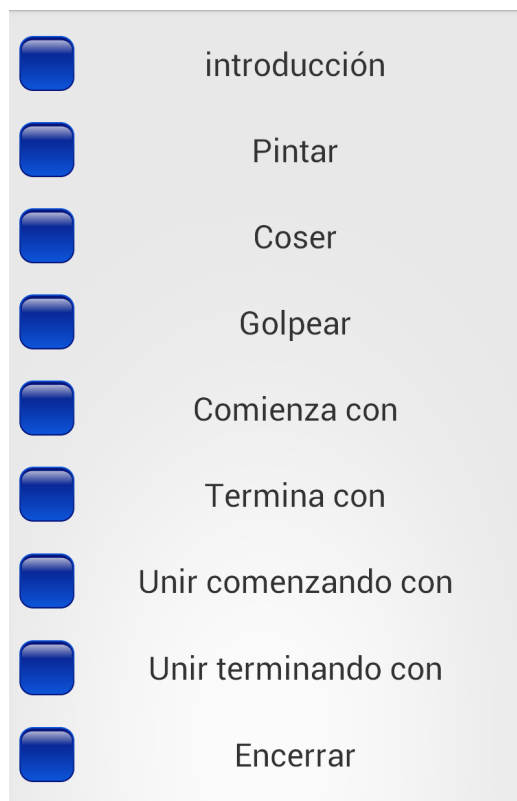 introducción
Pintar
Coser
Golpear
Comienza con
Termina con
Unir comenzando con
Unir terminando con
Encerrar